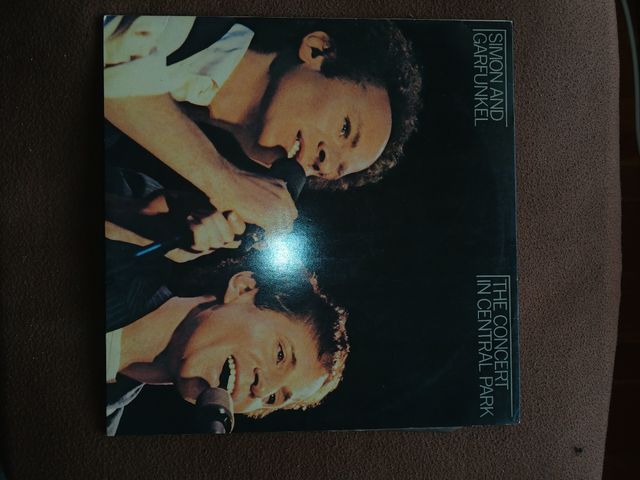 SIMON AND
GARFUNKEL
THE CONCERT
IN CENTRAL PARK